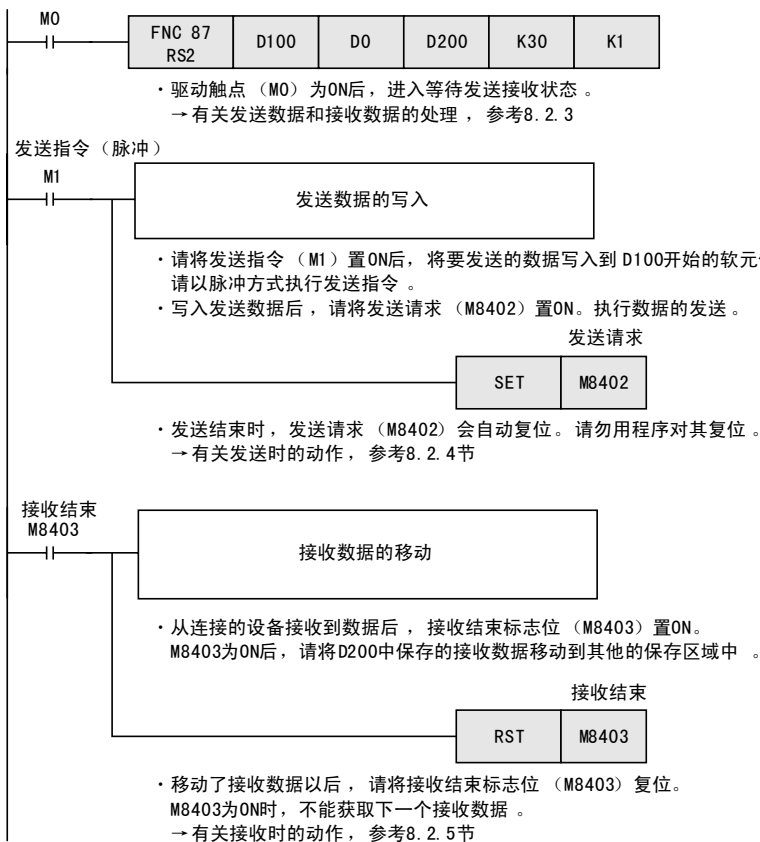 M0
FNC 87
RS2
D100
D0
D200
K30
K1
・驱动触点（M0）为ON后，进入等待发送接收状态。
→有关发送数据和接收数据的处理，参考8.2.3
发送指令（脉冲）
M1
发送数据的写入
・请将发送指令（M1）置ON后，将要发送的数据写入到D100开始的软元
请以脉冲方式执行发送指令。
・写入发送数据后，请将发送请求（M8402）置ON。执行数据的发送。
发送请求
SET
M8402
・发送结束时，发送请求（M8402）会自动复位。请勿用程序对其复位。
→有关发送时的动作，参考8.2.4节
接收结束
M8403
接收数据的移动
・从连接的设备接收到数据后，接收结束标志位（M8403）置ON。
M8403为ON后，请将D200中保存的接收数据移动到其他的保存区域中。
接收结束
RST
M8403
・移动了接收数据以后，请将接收结束标志位（M8403）复位。
M8403为ON时，不能获取下一个接收数据。
→有关接收时的动作，参考8.2.5节